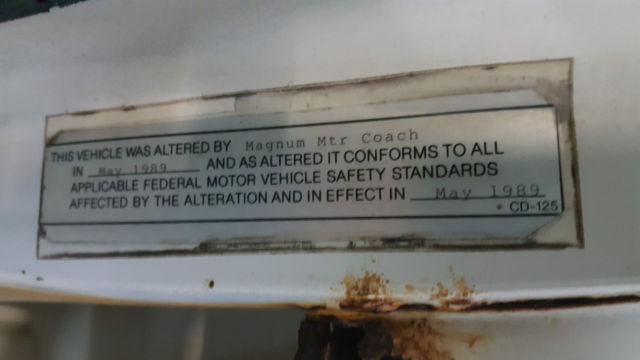 THIS VEHICLE WAS ALTERED BY Magnum Mtr Coach
IN May 1989 AND AS ALTERED IT CONFORMS TO ALL
APPLICABLE FEDERAL MOTOR VEHICLE SAFETY STANDARDS
AFFECTED BY THE ALTERATION AND IN EFFECT IN May 1989
CD-125